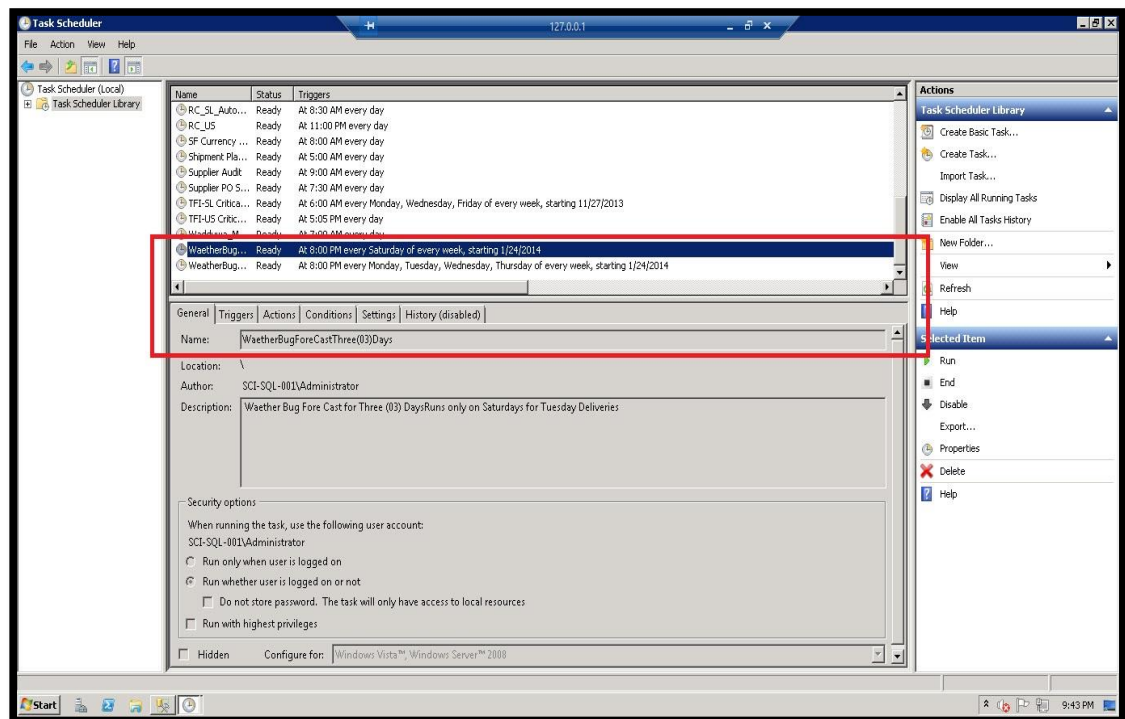 Task Scheduler
127.0.0.1
File Action View Help
Task Scheduler (Local)
Task Scheduler Library
Name Status Triggers
RC_SL_Auto... Ready At 8:30 AM every day
RC_US Ready At 11:00 PM every day
SF Currency ... Ready At 8:00 AM every day
Shipment Pla... Ready At 5:00 AM every day
Supplier Audit Ready At 9:00 AM every day
Supplier PO S... Ready At 7:30 AM every day
TFI-SL Critica... Ready At 6:00 AM every Monday, Wednesday, Friday of every week, starting 11/27/2013
TFI-US Critic... Ready At 5:05 PM every day
Ready At 7:00 AM every day
WaetherBug... Ready At 8:00 PM every Saturday of every week, starting 1/24/2014
WeatherBug... Ready At 8:00 PM every Monday, Tuesday, Wednesday, Thursday of every week, starting 1/24/2014
General Triggers Actions Conditions Settings History (disabled)
Name: WaetherBugForeCastThree(03)Days
Location: \
Author: SCI-SQL-001\Administrator
Description: Waether Bug Fore Cast for Three (03) DaysRuns only on Saturdays for Tuesday Deliveries
Security options
When running the task, use the following user account:
SCI-SQL-001\Administrator
Run only when user is logged on
Run whether user is logged on or not
Do not store password. The task will only have access to local resources
Run with highest privileges
Hidden Configure for: Windows Vista™, Windows Server™ 2008
Actions
Task Scheduler Library
Create Basic Task...
Create Task...
Import Task...
Display All Running Tasks
Enable All Tasks History
New Folder...
View
Refresh
Help
Selected Item
Run
End
Disable
Export...
Properties
Delete
Help
Start
9:43 PM